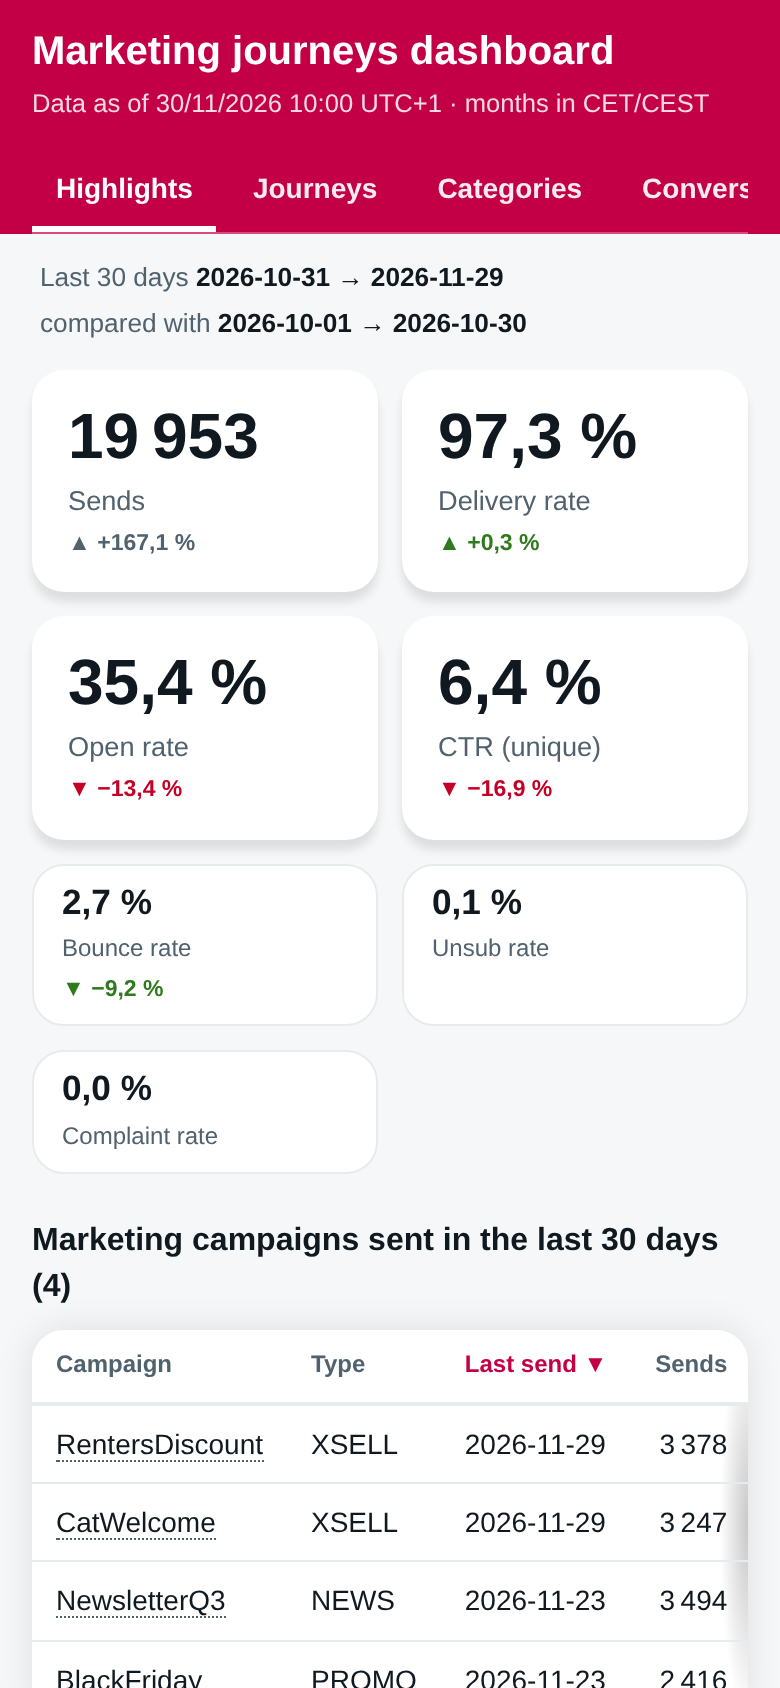 Marketing journeys dashboard
Data as of 30/11/2026 10:00 UTC+1 · months in CET/CEST
Highlights Journeys Categories Convers
Last 30 days 2026-10-31 → 2026-11-29
compared with 2026-10-01 → 2026-10-30
19 953
Sends
▲ +167,1 %
97,3 %
Delivery rate
▲ +0,3 %
35,4 %
Open rate
▼ −13,4 %
6,4 %
CTR (unique)
▼ −16,9 %
2,7 %
Bounce rate
▼ −9,2 %
0,1 %
Unsub rate
0,0 %
Complaint rate
Marketing campaigns sent in the last 30 days
(4)
Campaign Type Last send ▼ Sends
RentersDiscount XSELL 2026-11-29 3 378
CatWelcome XSELL 2026-11-29 3 247
NewsletterQ3 NEWS 2026-11-23 3 494
BlackFriday PROMO 2026-11-23 2 416